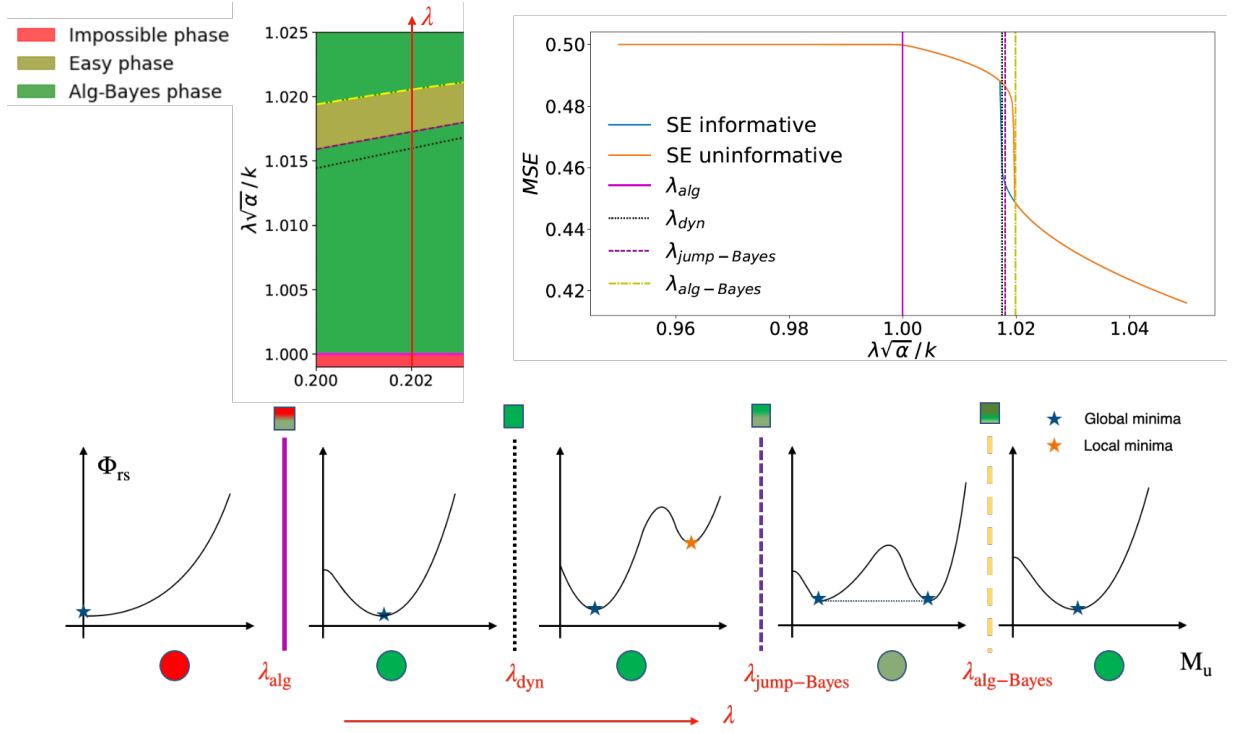 Impossible phase
Easy phase
Alg-Bayes phase
λ
1.025
1.020
1.015
1.010
1.005
1.000
λ√α/k
0.200
0.202
0.50
0.48
0.46
0.44
0.42
MSE
SE informative
SE uninformative
λ_alg
λ_dyn
λ_jump−Bayes
λ_alg−Bayes
0.96
0.98
1.00
1.02
1.04
λ√α/k
Global minima
Local minima
Φ_rs
M_u
λ_alg
λ_dyn
λ_jump−Bayes
λ_alg−Bayes
λ